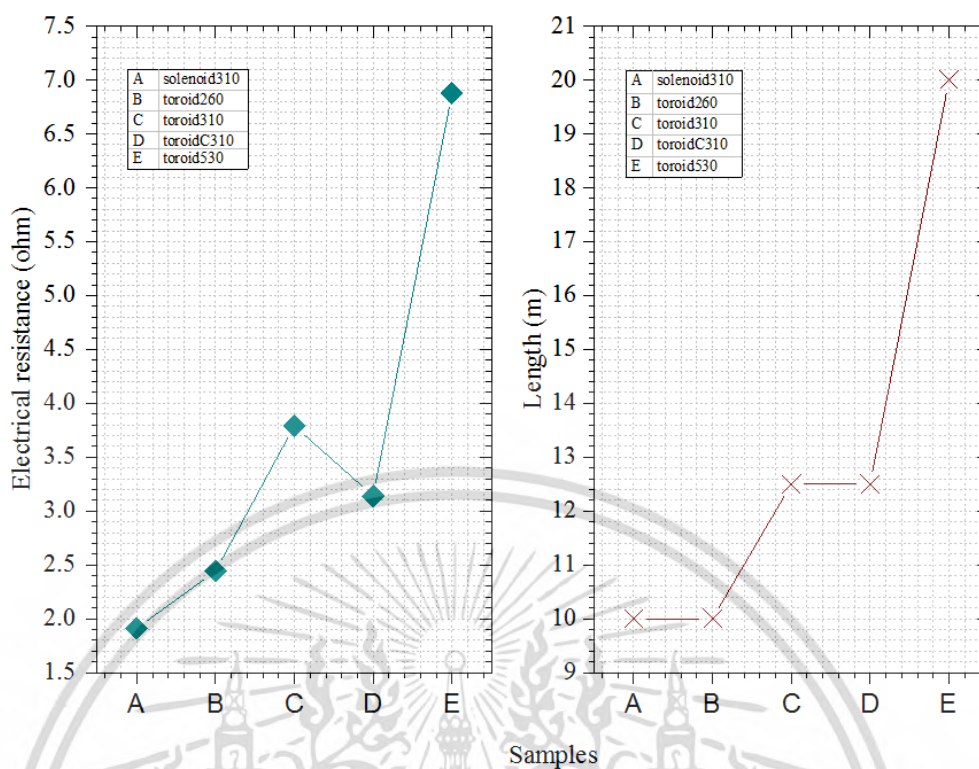 7.5
7.0
6.5
6.0
5.5
5.0
4.5
4.0
3.5
3.0
2.5
2.0
1.5
Electrical resistance (ohm)
A solenoid310
B toroid260
C toroid310
D toroidC310
E toroid530
A B C D E
21
20
19
18
17
16
15
14
13
12
11
10
9
Length (m)
A solenoid310
B toroid260
C toroid310
D toroidC310
E toroid530
A B C D E
Samples